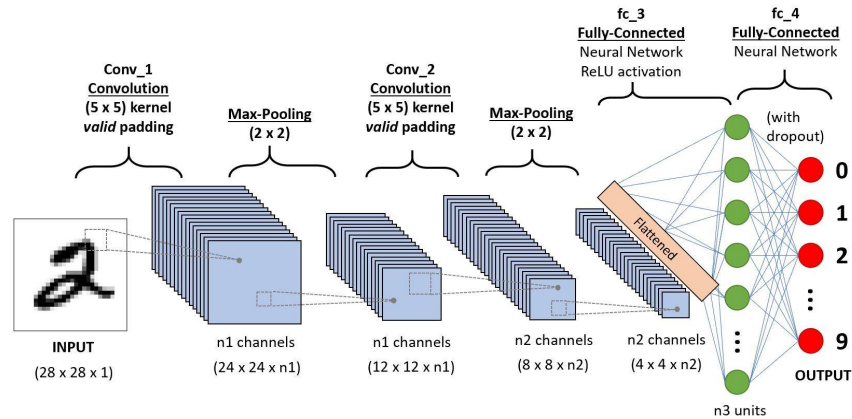 fc_3
Fully-Connected
Neural Network
ReLU activation
fc_4
Fully-Connected
Neural Network
Conv_1
Convolution
(5 x 5) kernel
valid padding
Max-Pooling
(2 x 2)
Conv_2
Convolution
(5 x 5) kernel
valid padding
Max-Pooling
(2 x 2)
(with
dropout)
2
Flattened
0
1
2
9
INPUT
(28 x 28 x 1)
n1 channels
(24 x 24 x n1)
n1 channels
(12 x 12 x n1)
n2 channels
(8 x 8 x n2)
n2 channels
(4 x 4 x n2)
OUTPUT
n3 units